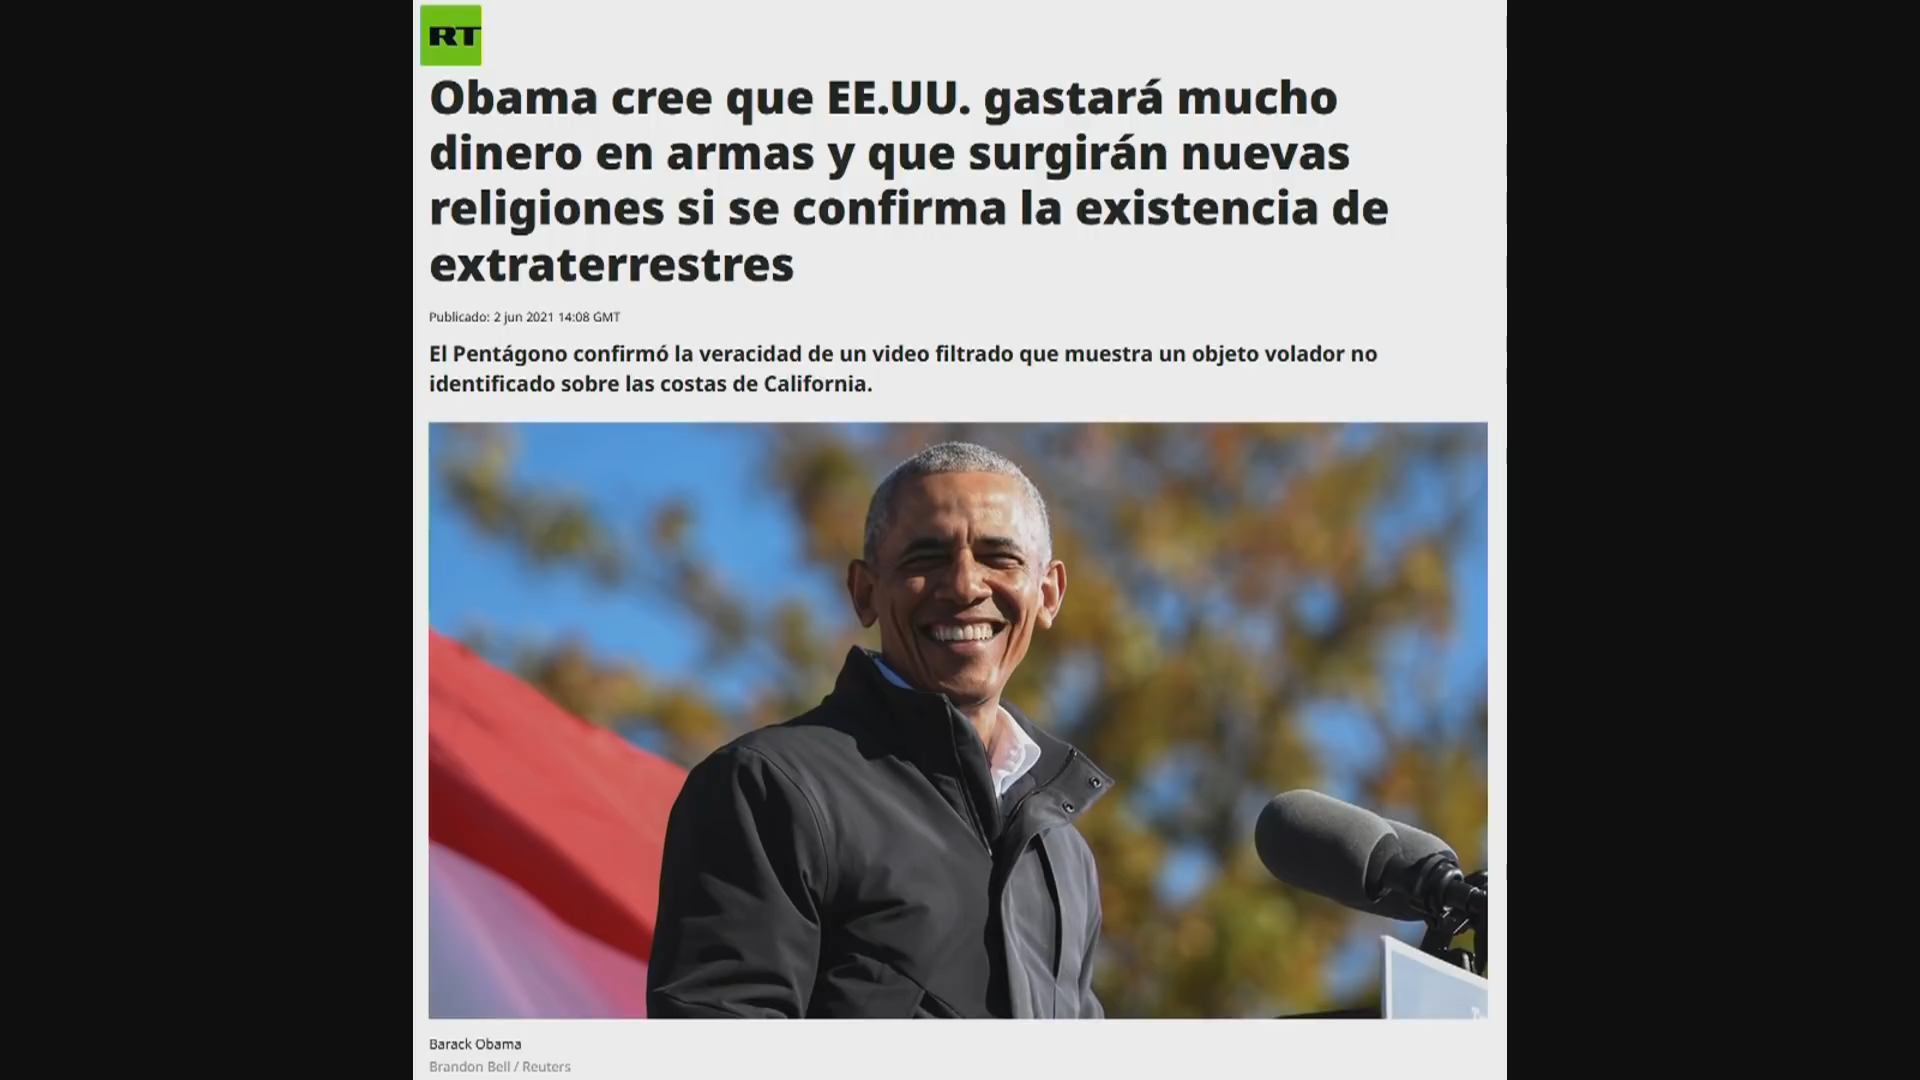 RT
Obama cree que EE.UU. gastará mucho
dinero en armas y que surgirán nuevas
religiones si se confirma la existencia de
extraterrestres
Publicado: 2 jun 2021 14:08 GMT
El Pentágono confirmó la veracidad de un video filtrado que muestra un objeto volador no
identificado sobre las costas de California.
Barack Obama
Brandon Bell / Reuters